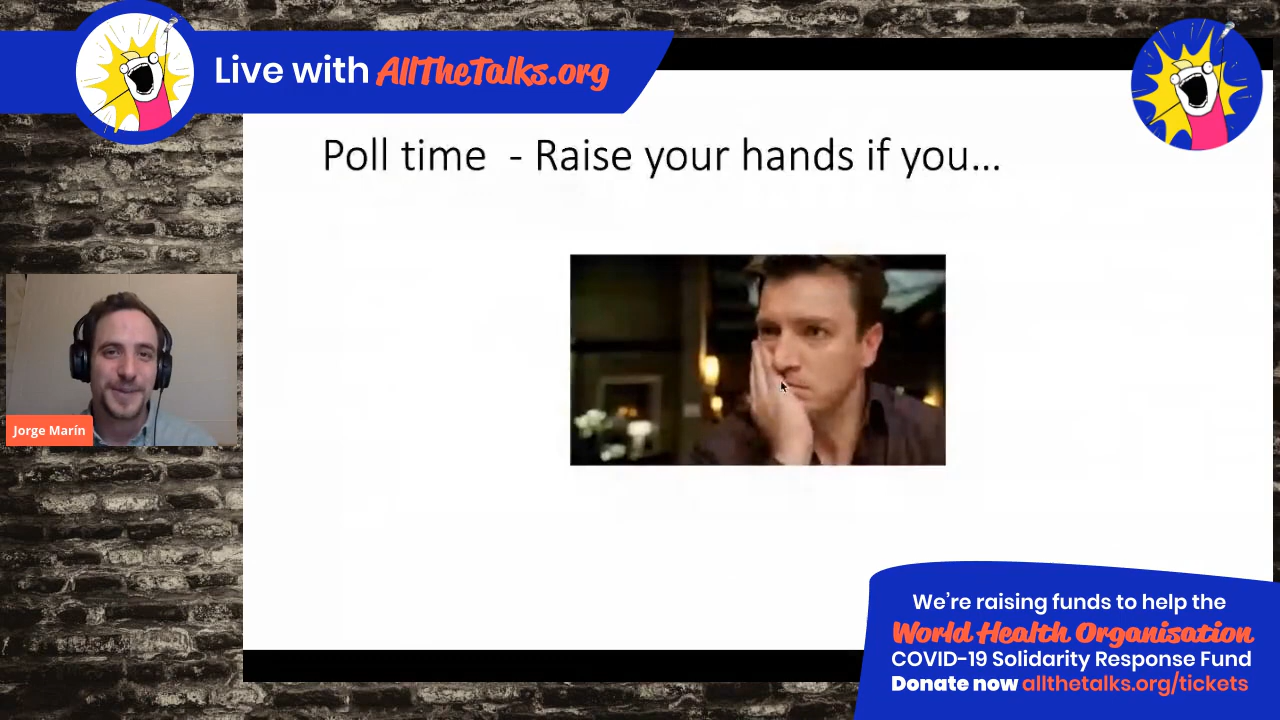 Live with AllTheTalks.org
Poll time - Raise your hands if you...
Jorge Marín
We're raising funds to help the
World Health Organisation
COVID-19 Solidarity Response Fund
Donate now allthetalks.org/tickets